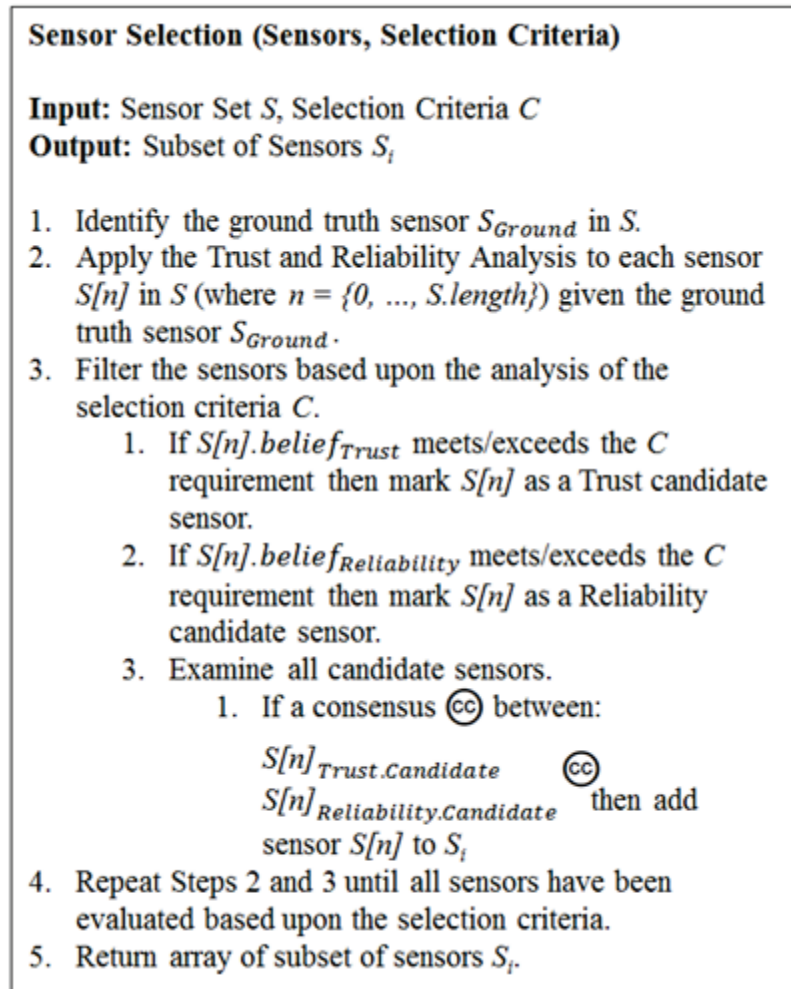 Sensor Selection (Sensors, Selection Criteria)
Input: Sensor Set S, Selection Criteria C
Output: Subset of Sensors Sᵢ
1. Identify the ground truth sensor S_Ground in S.
2. Apply the Trust and Reliability Analysis to each sensor
S[n] in S (where n = {0, ..., S.length}) given the ground
truth sensor S_Ground.
3. Filter the sensors based upon the analysis of the
selection criteria C.
1. If S[n].belief_Trust meets/exceeds the C
requirement then mark S[n] as a Trust candidate
sensor.
2. If S[n].belief_Reliability meets/exceeds the C
requirement then mark S[n] as a Reliability
candidate sensor.
3. Examine all candidate sensors.
1. If a consensus 🅭 between:
S[n]_Trust.Candidate 🅭
S[n]_Reliability.Candidate then add
sensor S[n] to Sᵢ
4. Repeat Steps 2 and 3 until all sensors have been
evaluated based upon the selection criteria.
5. Return array of subset of sensors Sᵢ.